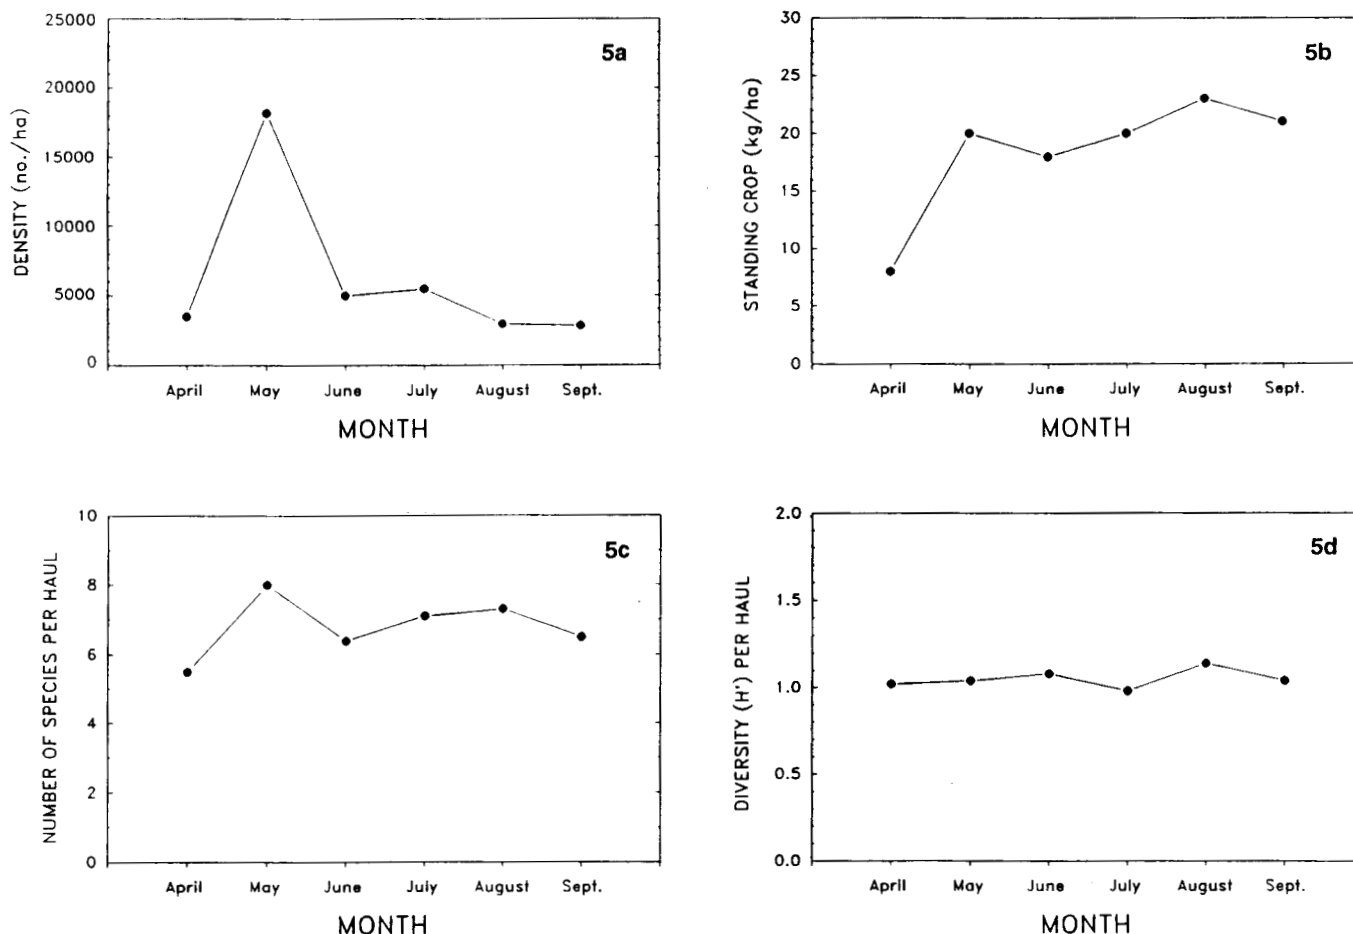 5a
DENSITY (no./ha)
25000
20000
15000
10000
5000
0
April May June July August Sept.
MONTH
5b
STANDING CROP (kg/ha)
30
25
20
15
10
5
0
April May June July August Sept.
MONTH
5c
NUMBER OF SPECIES PER HAUL
10
8
6
4
2
0
April May June July August Sept.
MONTH
5d
DIVERSITY (H') PER HAUL
2.0
1.5
1.0
0.5
0.0
April May June July August Sept.
MONTH